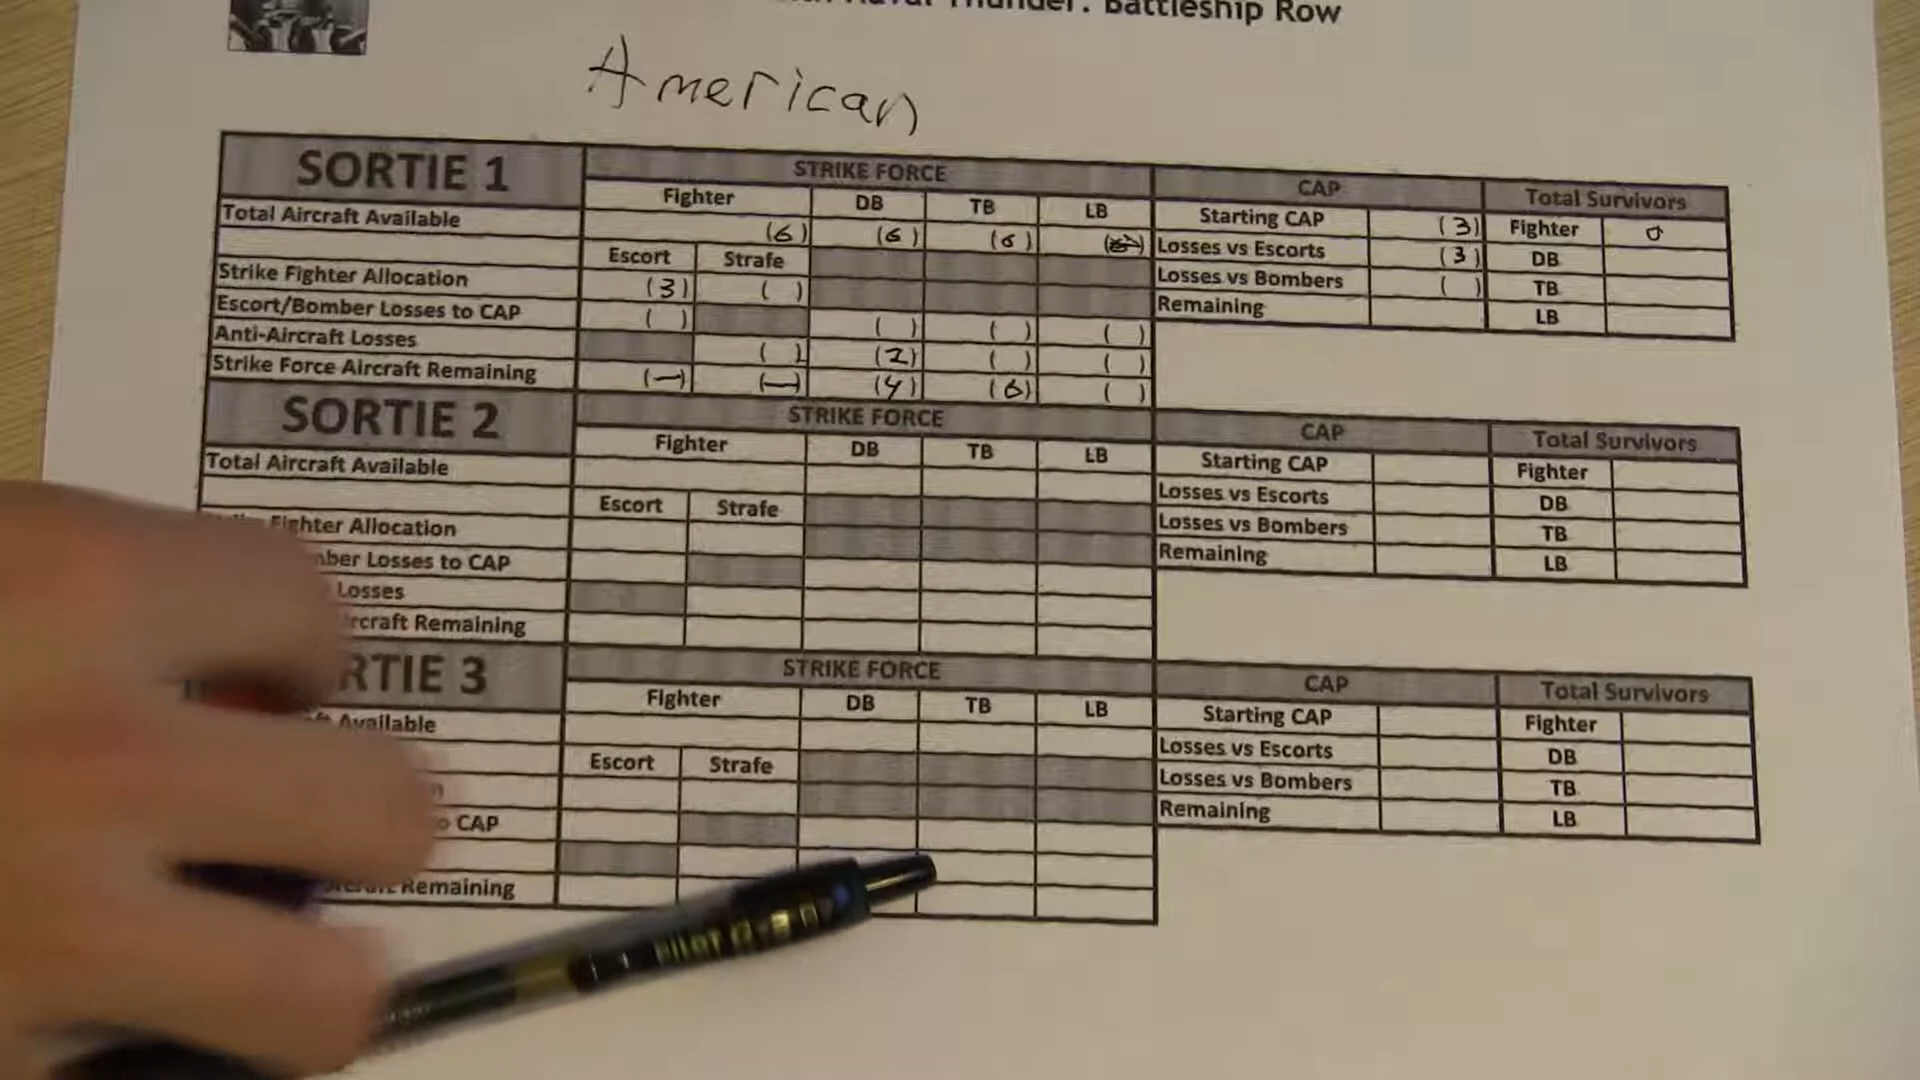 Naval Thunder: Battleship Row
American
SORTIE 1 STRIKE FORCE CAP Total Survivors
Fighter DB TB LB Starting CAP (3) Fighter 0
Total Aircraft Available (6) (6) (6) Losses vs Escorts (3) DB
Escort Strafe Losses vs Bombers ( ) TB
Strike Fighter Allocation (3) ( ) Remaining LB
Escort/Bomber Losses to CAP ( ) ( ) ( ) ( )
Anti-Aircraft Losses ( ) (2) ( ) ( )
Strike Force Aircraft Remaining (—) (—) (4) (6) ( )
SORTIE 2 STRIKE FORCE CAP Total Survivors
Fighter DB TB LB Starting CAP Fighter
Total Aircraft Available Losses vs Escorts DB
Escort Strafe Losses vs Bombers TB
Fighter Allocation Remaining LB
Losses to CAP
Losses
Remaining
3 STRIKE FORCE CAP Total Survivors
Fighter DB TB LB Starting CAP Fighter
Available Losses vs Escorts DB
Escort Strafe Losses vs Bombers TB
Remaining LB
CAP
Remaining
PILOT G-2